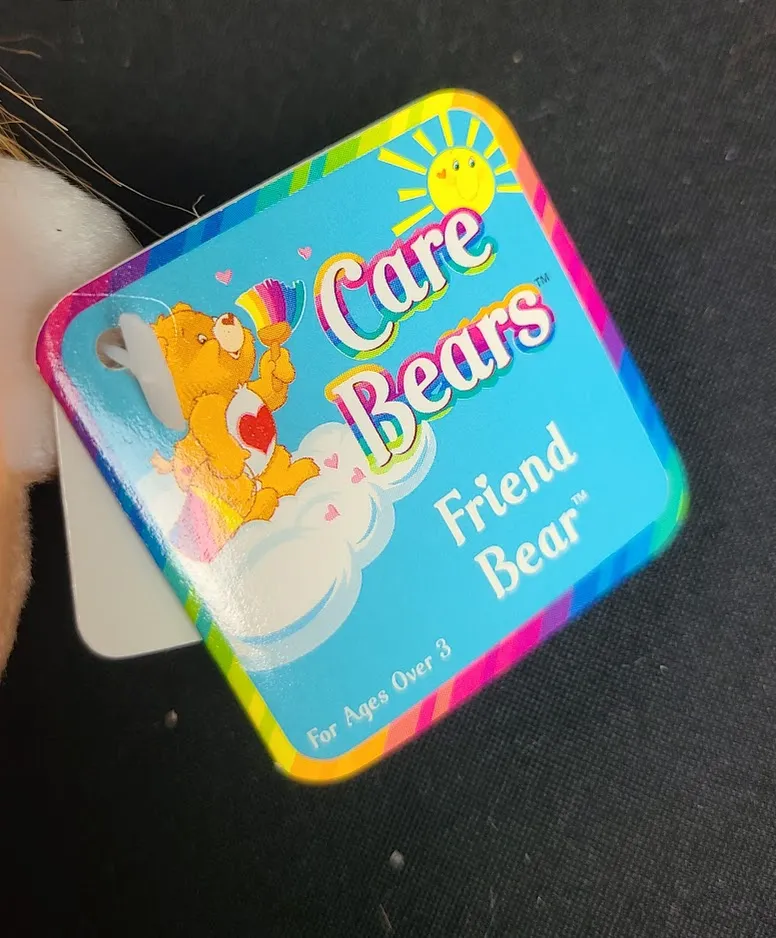 Care
Bears™
Friend
Bear™
For Ages Over 3